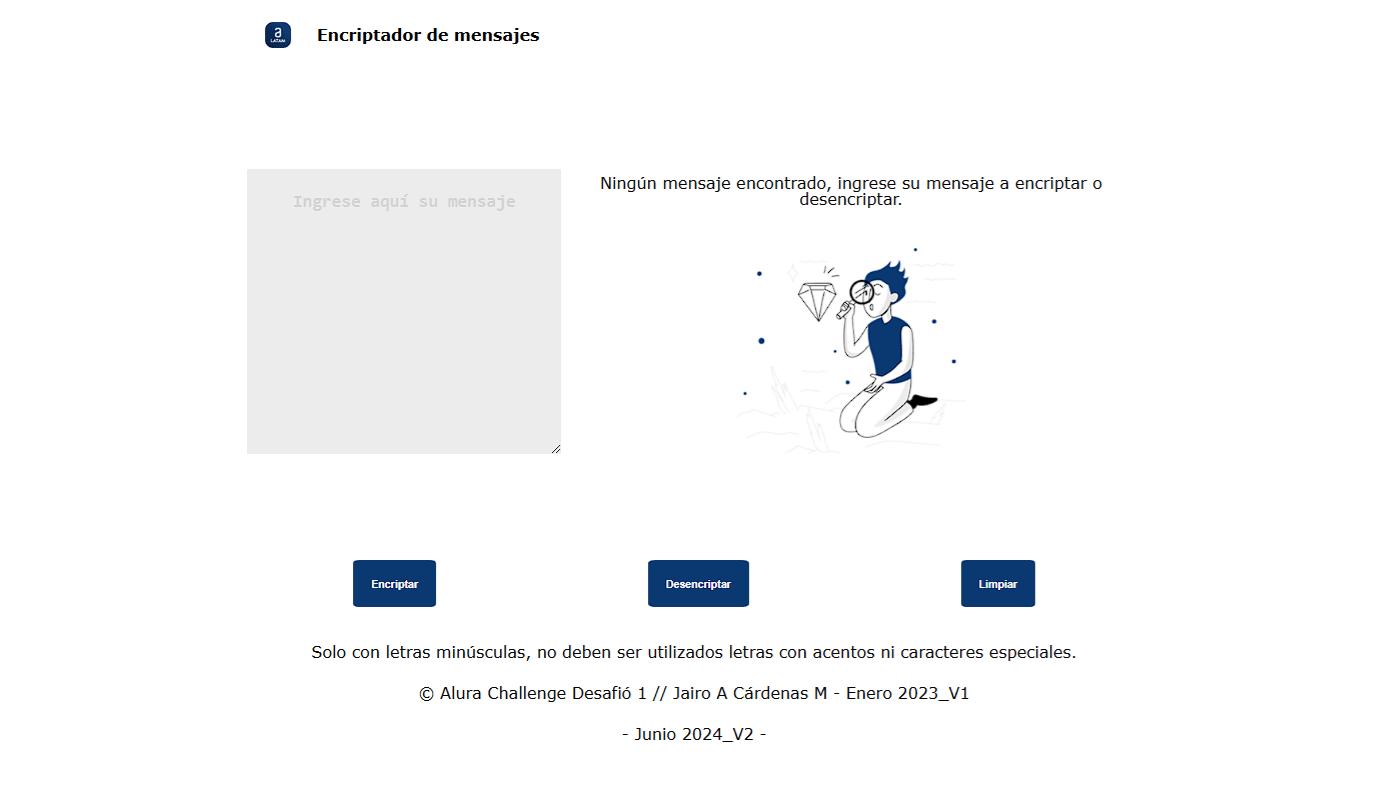 a
LATAM
Encriptador de mensajes
Ingrese aquí su mensaje
Ningún mensaje encontrado, ingrese su mensaje a encriptar o
desencriptar.
Encriptar
Desencriptar
Limpiar
Solo con letras minúsculas, no deben ser utilizados letras con acentos ni caracteres especiales.
© Alura Challenge Desafió 1 // Jairo A Cárdenas M - Enero 2023_V1
- Junio 2024_V2 -